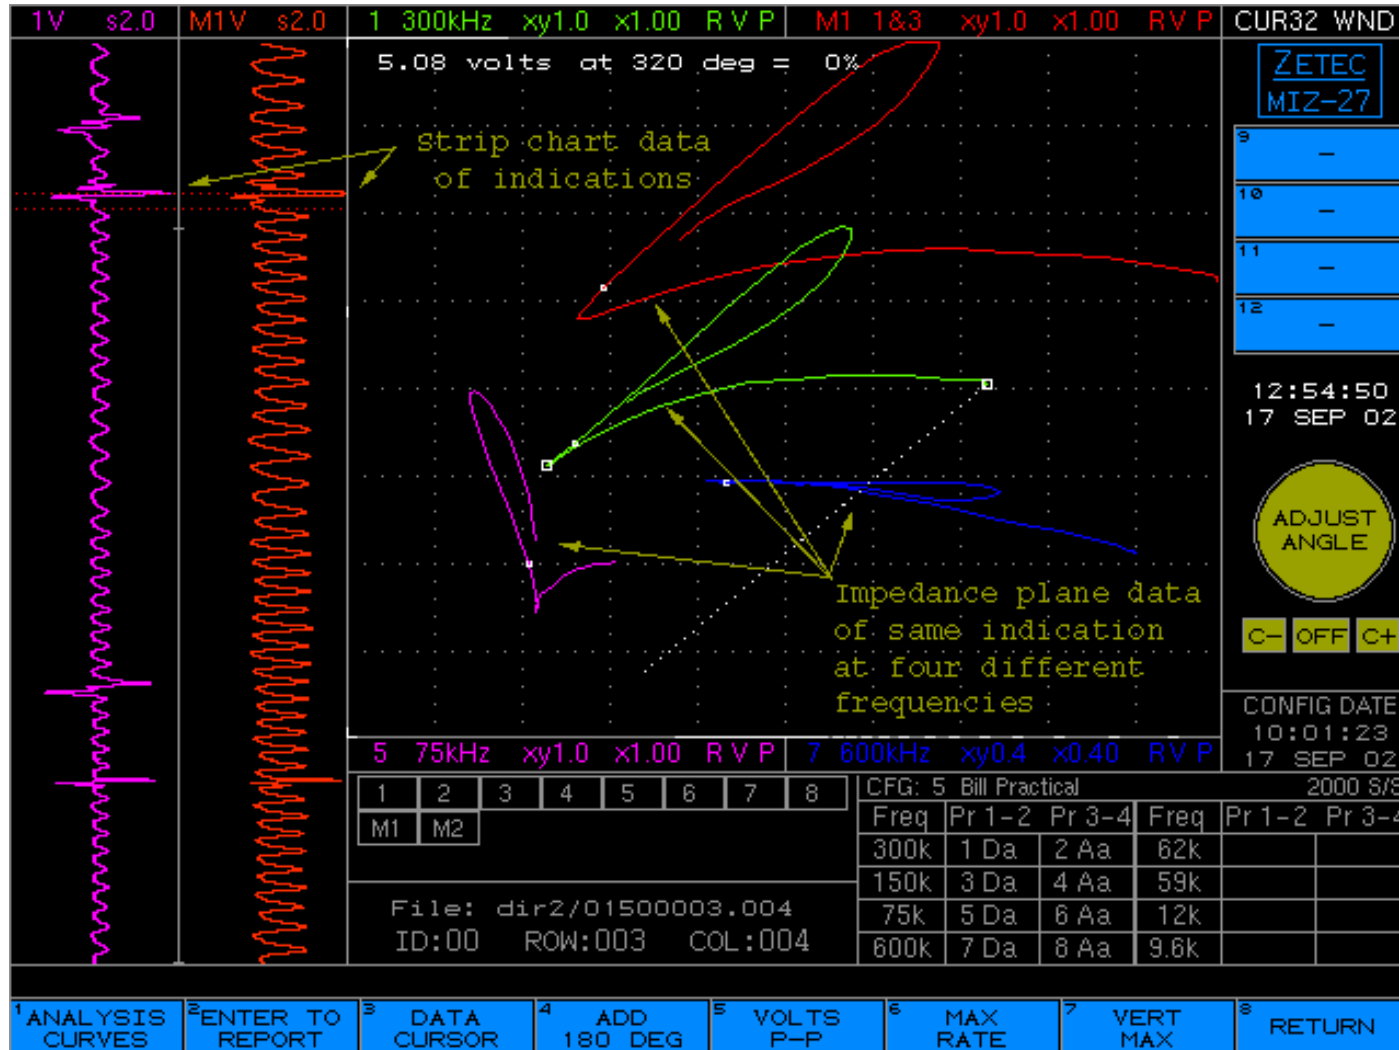 1V s2.0 M1V s2.0 1 300kHz xy1.0 x1.00 R V P M1 1&3 xy1.0 x1.00 R V P CUR32 WND
5.08 volts at 320 deg = 0%
ZETEC
MIZ-27
Strip chart data
of indications
9 -
10 -
11 -
12 -
12:54:50
17 SEP 02
ADJUST
ANGLE
Impedance plane data
of same indication
at four different
frequencies
C- OFF C+
CONFIG DATE
10:01:23
17 SEP 02
5 75kHz xy1.0 x1.00 R V P 7 600kHz xy0.4 x0.40 R V P
1 2 3 4 5 6 7 8
M1 M2
CFG: 5 Bill Practical 2000 S/S
Freq Pr 1-2 Pr 3-4 Freq Pr 1-2 Pr 3-4
300k 1 Da 2 Aa 62k
150k 3 Da 4 Aa 59k
75k 5 Da 6 Aa 12k
600k 7 Da 8 Aa 9.6k
File: dir2/01500003.004
ID:00 ROW:003 COL:004
1 ANALYSIS CURVES
2 ENTER TO REPORT
3 DATA CURSOR
4 ADD 180 DEG
5 VOLTS P-P
6 MAX RATE
7 VERT MAX
8 RETURN